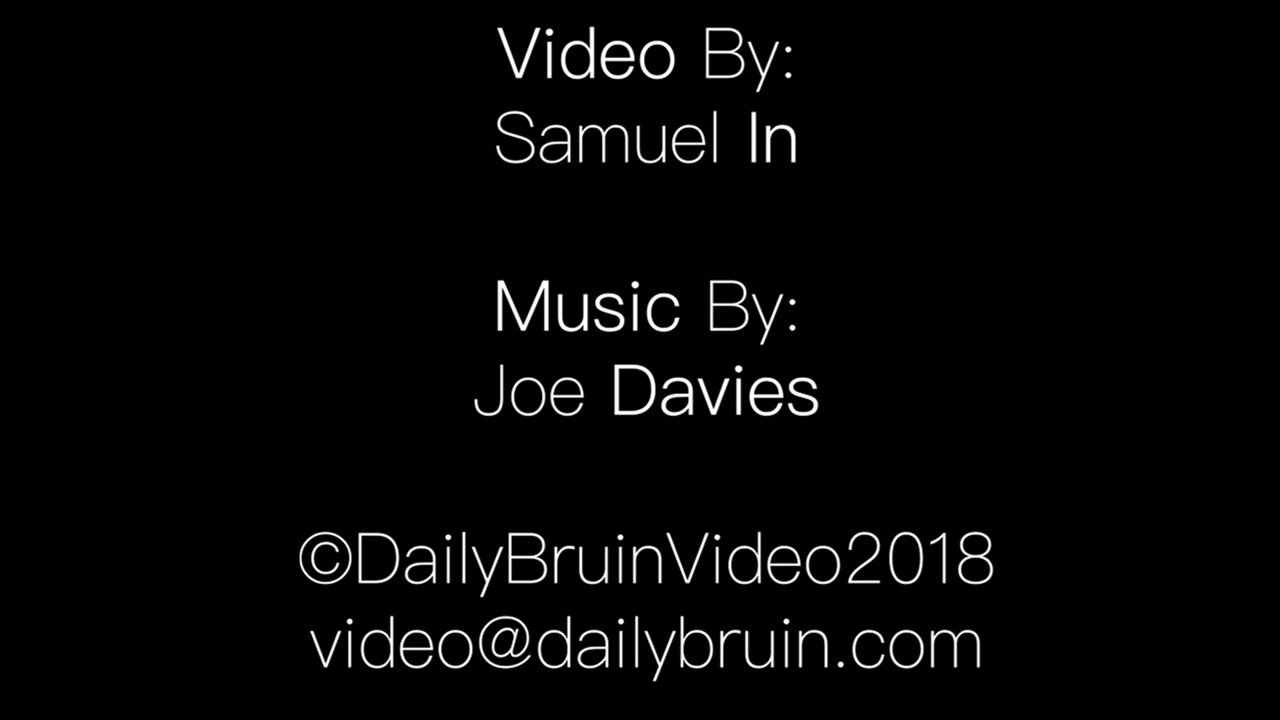 Video By:
Samuel In
Music By:
Joe Davies
©DailyBruinVideo2018
video@dailybruin.com